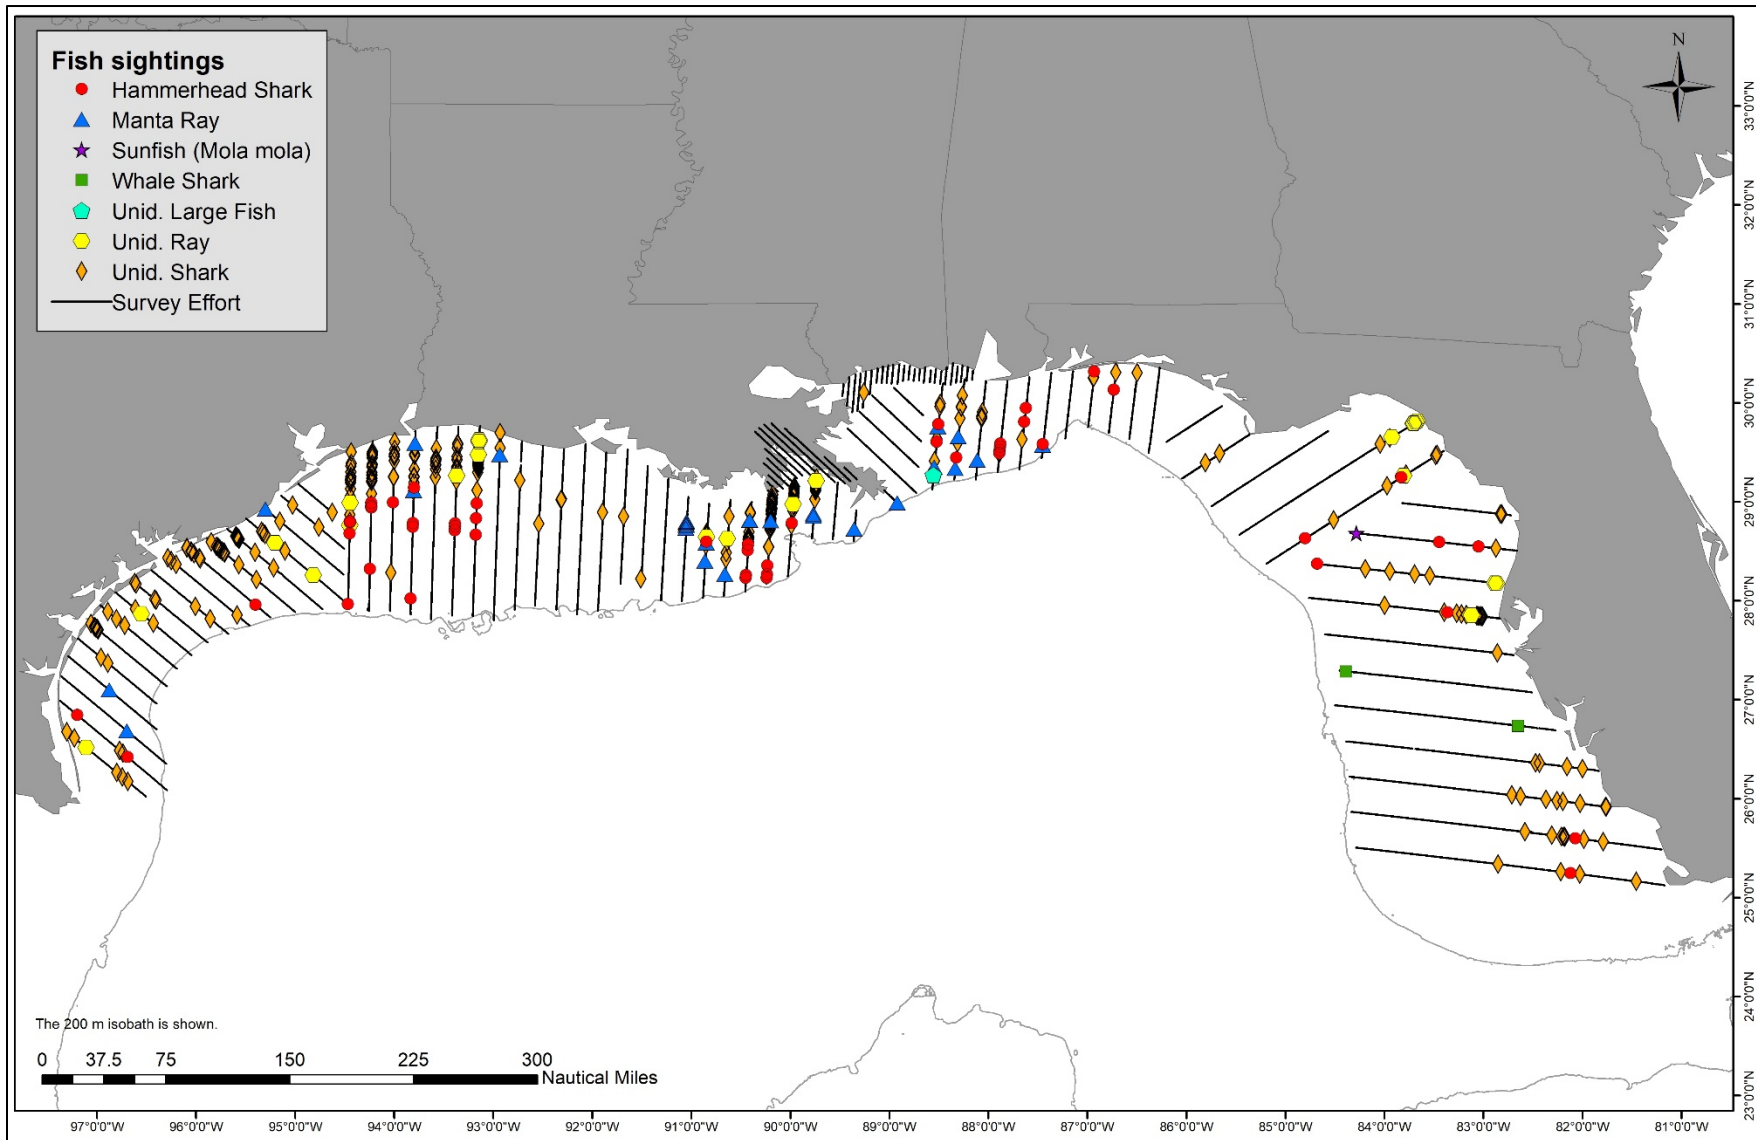 Fish sightings
Hammerhead Shark
Manta Ray
Sunfish (Mola mola)
Whale Shark
Unid. Large Fish
Unid. Ray
Unid. Shark
Survey Effort
N
33°0'0"N
32°0'0"N
31°0'0"N
30°0'0"N
29°0'0"N
28°0'0"N
27°0'0"N
26°0'0"N
25°0'0"N
24°0'0"N
23°0'0"N
The 200 m isobath is shown.
0 37.5 75 150 225 300
Nautical Miles
97°0'0"W 96°0'0"W 95°0'0"W 94°0'0"W 93°0'0"W 92°0'0"W 91°0'0"W 90°0'0"W 89°0'0"W 88°0'0"W 87°0'0"W 86°0'0"W 85°0'0"W 84°0'0"W 83°0'0"W 82°0'0"W 81°0'0"W